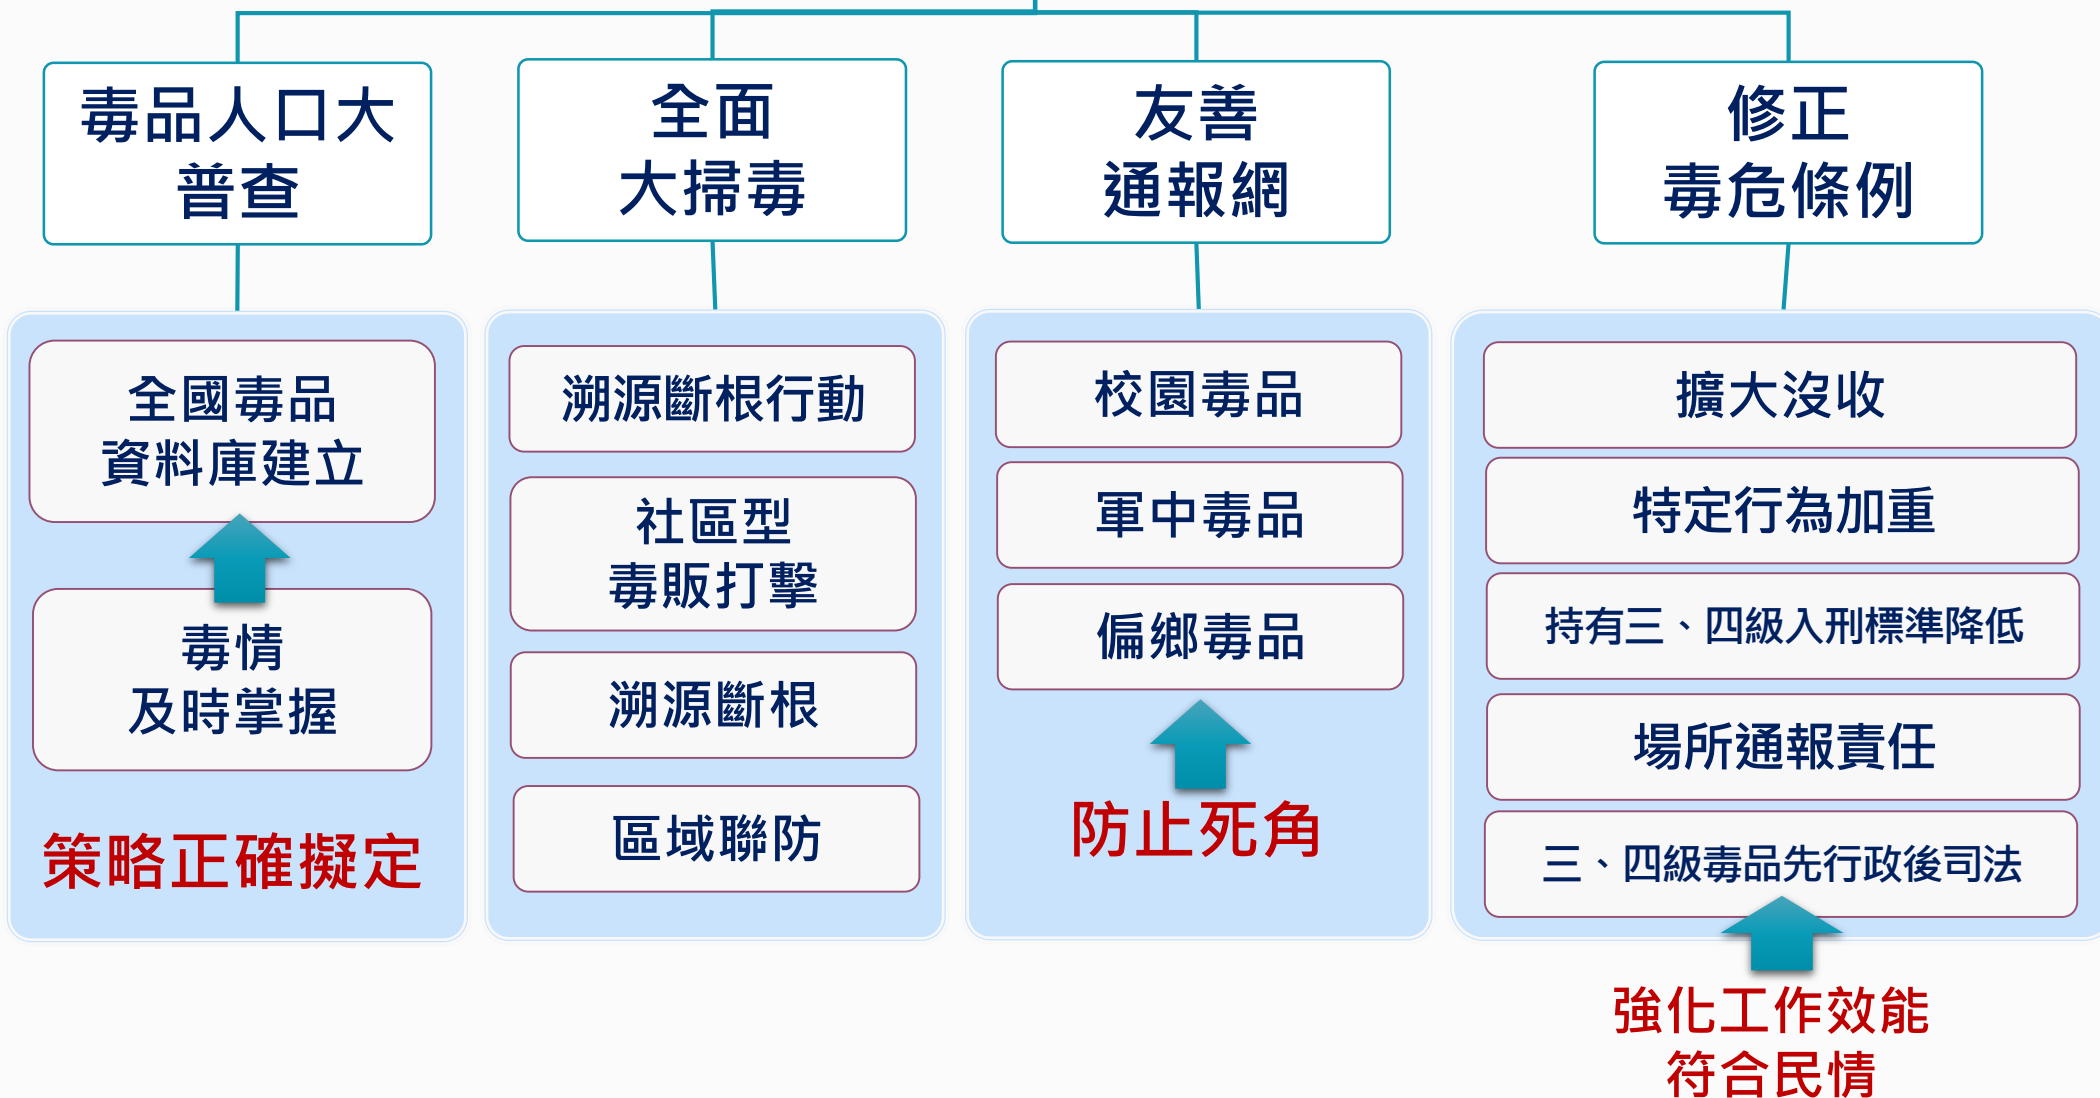 毒品人口大
普查
全國毒品
資料庫建立
毒情
及時掌握
策略正確擬定
全面
大掃毒
溯源斷根行動
社區型
毒販打擊
溯源斷根
區域聯防
友善
通報網
校園毒品
軍中毒品
偏鄉毒品
防止死角
修正
毒危條例
擴大沒收
特定行為加重
持有三、四級入刑標準降低
場所通報責任
三、四級毒品先行政後司法
強化工作效能
符合民情